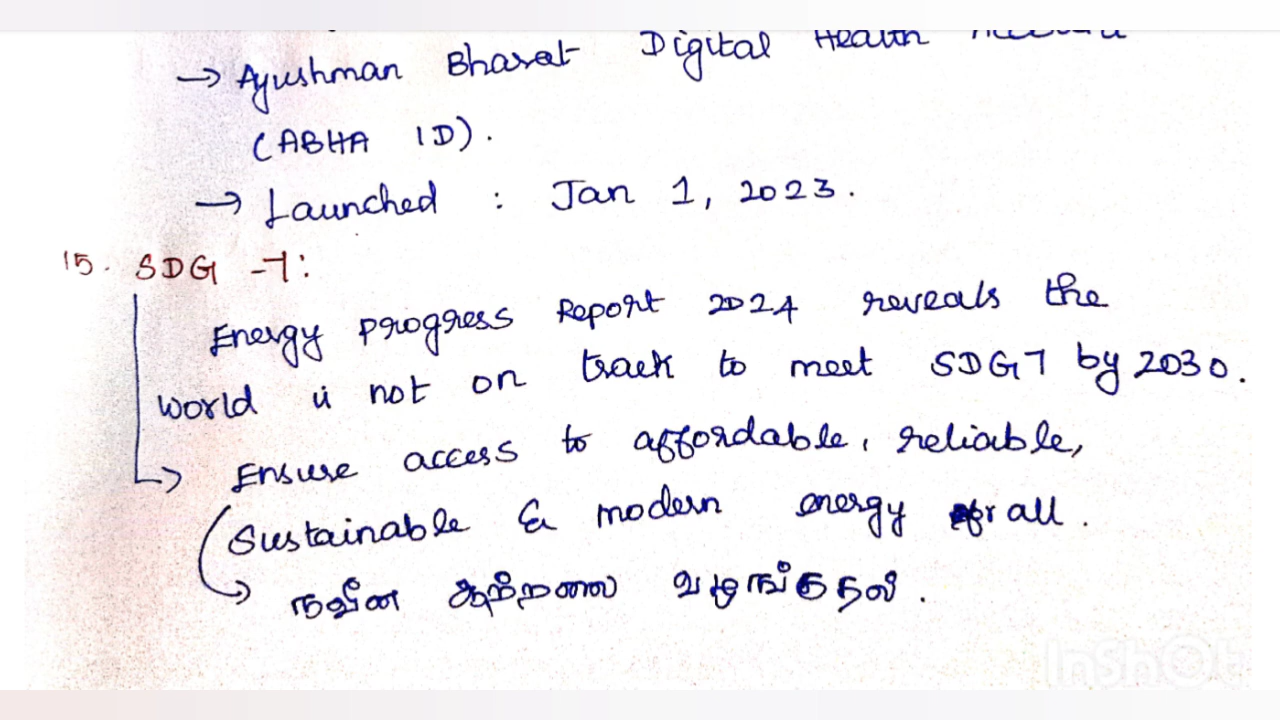 → Ayushman Bharat Digital Health
(ABHA ID).
→ Launched : Jan 1, 2023.
15. SDG -7:
Energy progress Report 2024 reveals the
world is not on track to meet SDG7 by 2030.
→ Ensure access to affordable, reliable,
Sustainable & modern energy for all.
→ நவீன ஆற்றலை வழங்குதல்.
InShOt